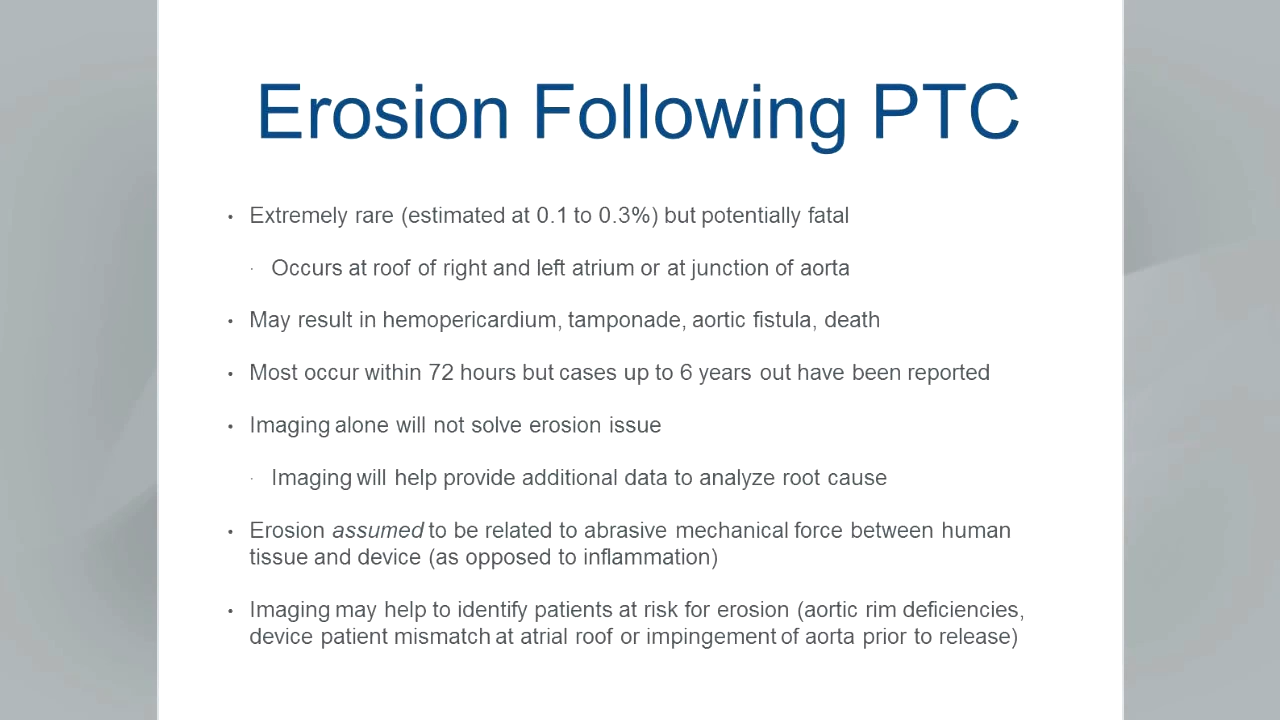 Erosion Following PTC
• Extremely rare (estimated at 0.1 to 0.3%) but potentially fatal
· Occurs at roof of right and left atrium or at junction of aorta
• May result in hemopericardium, tamponade, aortic fistula, death
• Most occur within 72 hours but cases up to 6 years out have been reported
• Imaging alone will not solve erosion issue
· Imaging will help provide additional data to analyze root cause
• Erosion assumed to be related to abrasive mechanical force between human
tissue and device (as opposed to inflammation)
• Imaging may help to identify patients at risk for erosion (aortic rim deficiencies,
device patient mismatch at atrial roof or impingement of aorta prior to release)